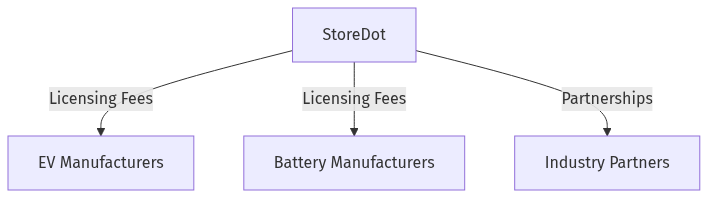 StoreDot
Licensing Fees
Licensing Fees
Partnerships
EV Manufacturers
Battery Manufacturers
Industry Partners